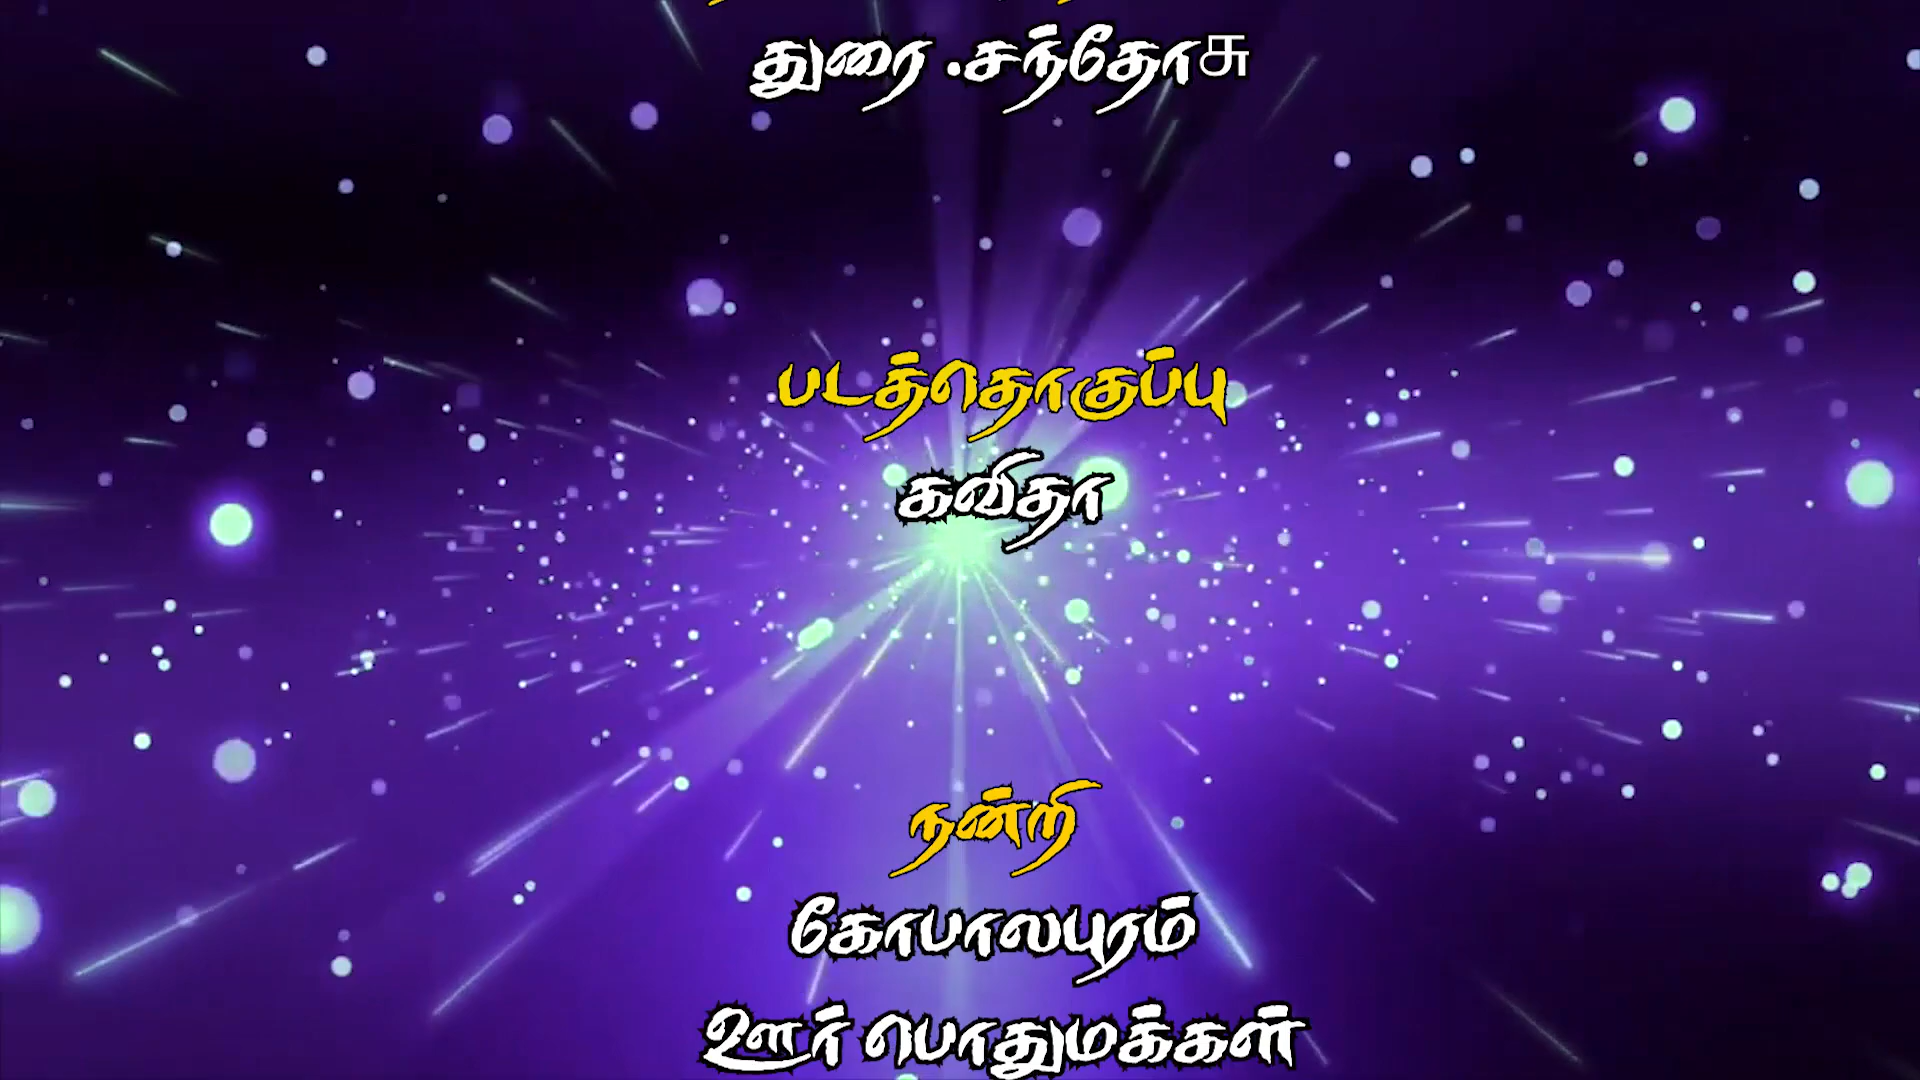 துரை .சந்தோசு
படத்தொகுப்பு
கவிதா
நன்றி
கோபாலபுரம்
ஊர் பொதுமக்கள்